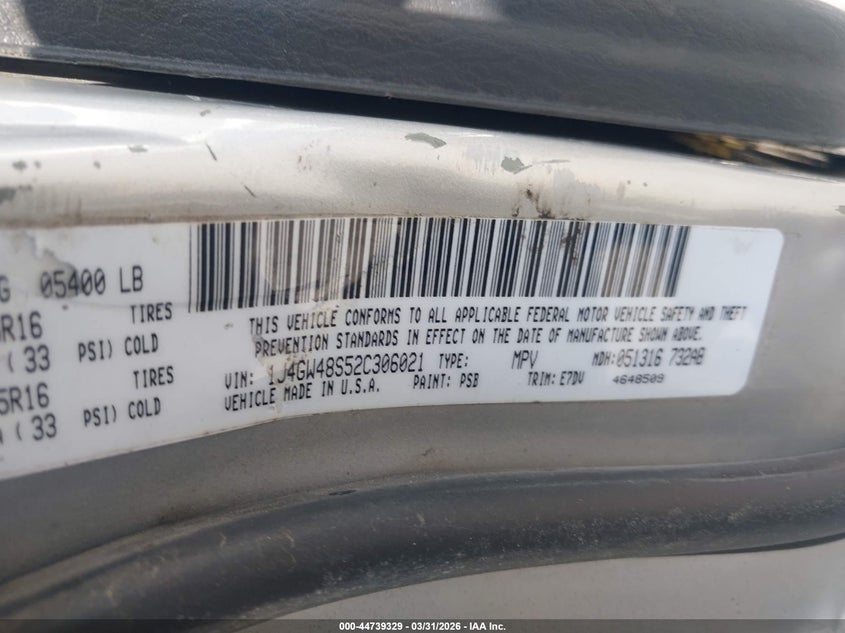 G 05400 LB
R16 TIRES
( 33 PSI) COLD
5R16 TIRES
( 33 PSI) COLD
THIS VEHICLE CONFORMS TO ALL APPLICABLE FEDERAL MOTOR VEHICLE SAFETY AND THEFT
PREVENTION STANDARDS IN EFFECT ON THE DATE OF MANUFACTURE SHOWN ABOVE.
VIN: 1J4GW48S52C306021 TYPE: MPV MDH: 051316 732AB
VEHICLE MADE IN U.S.A. PAINT: PSB TRIM: E7DV 4648509
000-44739329 - 03/31/2026 - IAA Inc.